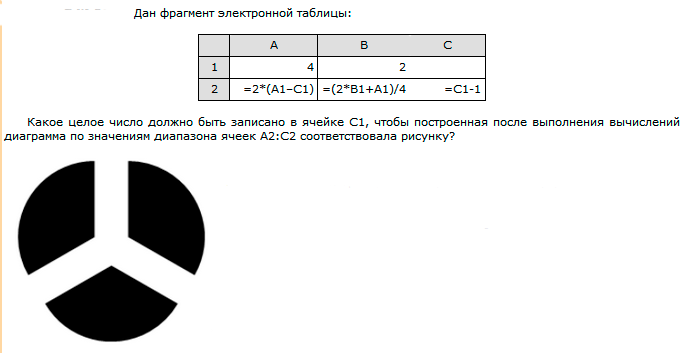 Дан фрагмент электронной таблицы:
A B C
1 4 2
2 =2*(A1–C1) =(2*B1+A1)/4 =C1-1
Какое целое число должно быть записано в ячейке C1, чтобы построенная после выполнения вычислений
диаграмма по значениям диапазона ячеек A2:C2 соответствовала рисунку?